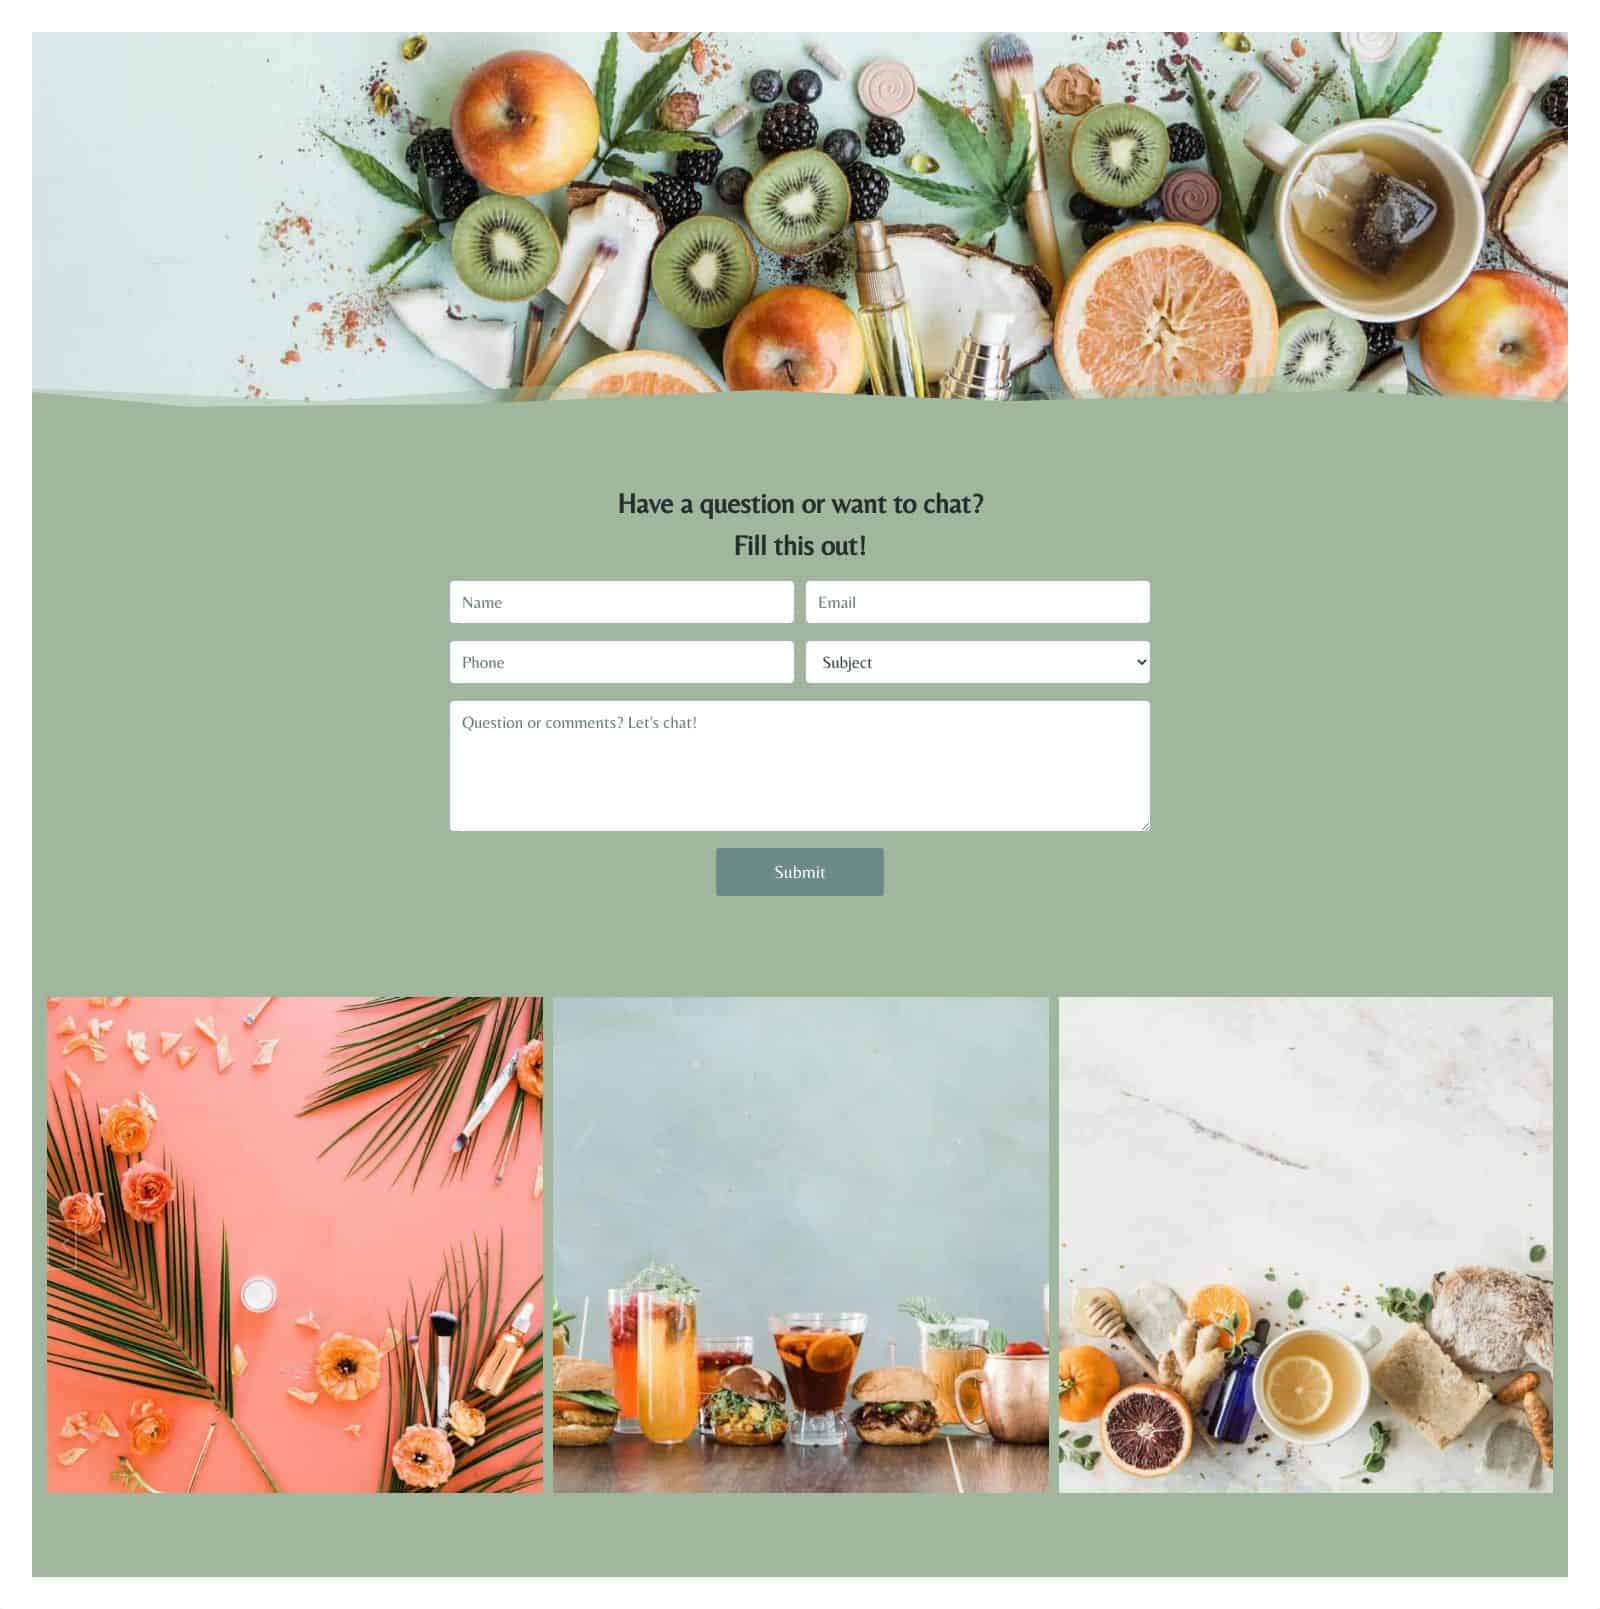 Have a question or want to chat?
Fill this out!
Name
Email
Phone
Subject
Question or comments? Let's chat!
Submit